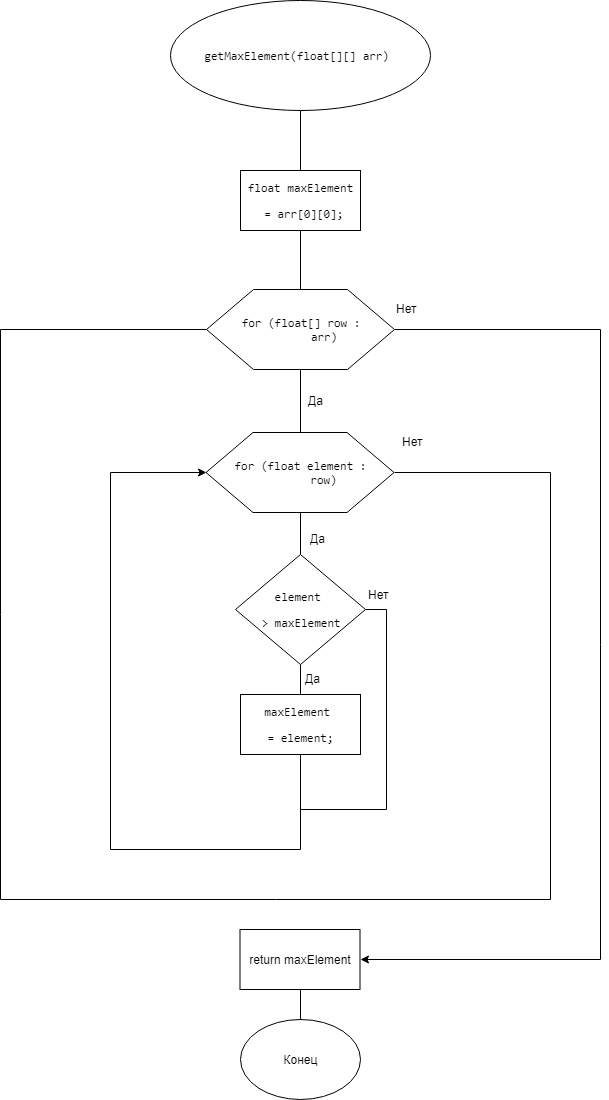 getMaxElement(float[][] arr)
float maxElement
= arr[0][0];
Нет
for (float[] row :
arr)
Да
Нет
for (float element :
row)
Да
Нет
element
> maxElement
Да
maxElement
= element;
return maxElement
Конец